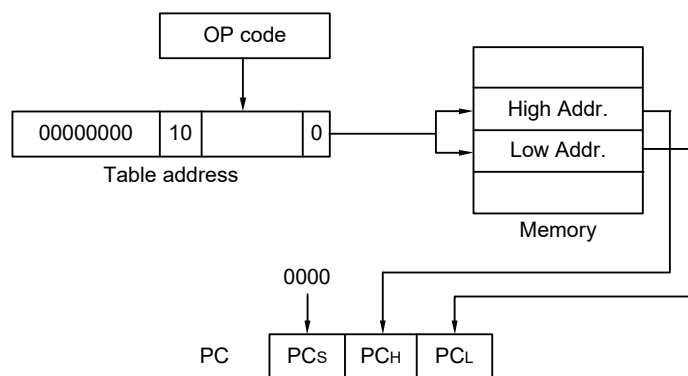 OP code
00000000 10 0
High Addr.
Low Addr.
Table address
Memory
0000
PC PCS PCH PCL